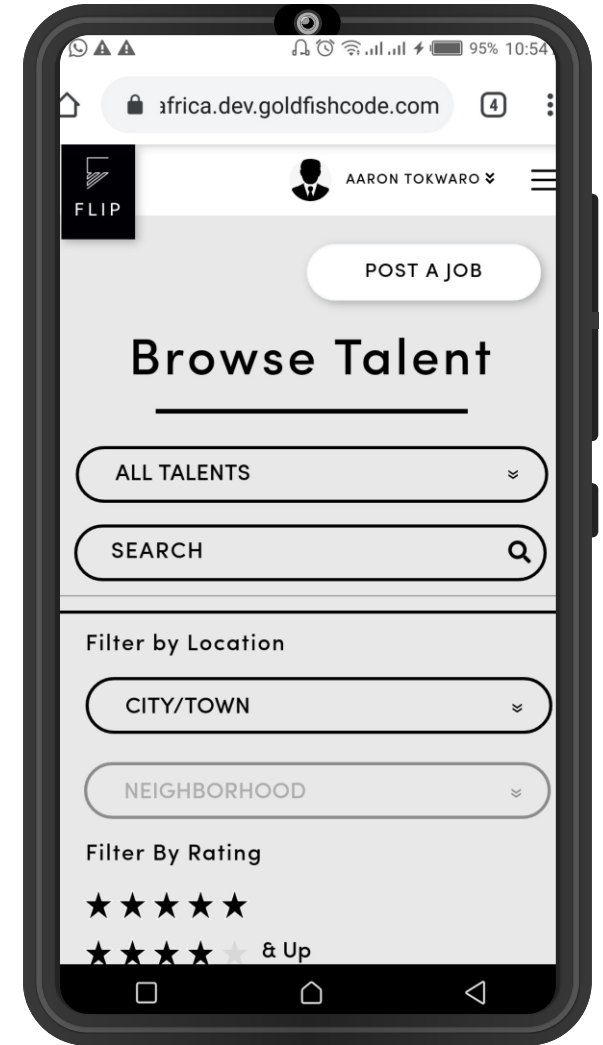 95% 10:54
africa.dev.goldfishcode.com
4
FLIP
AARON TOKWARO
POST A JOB
Browse Talent
ALL TALENTS
SEARCH
Filter by Location
CITY/TOWN
NEIGHBORHOOD
Filter By Rating
& Up